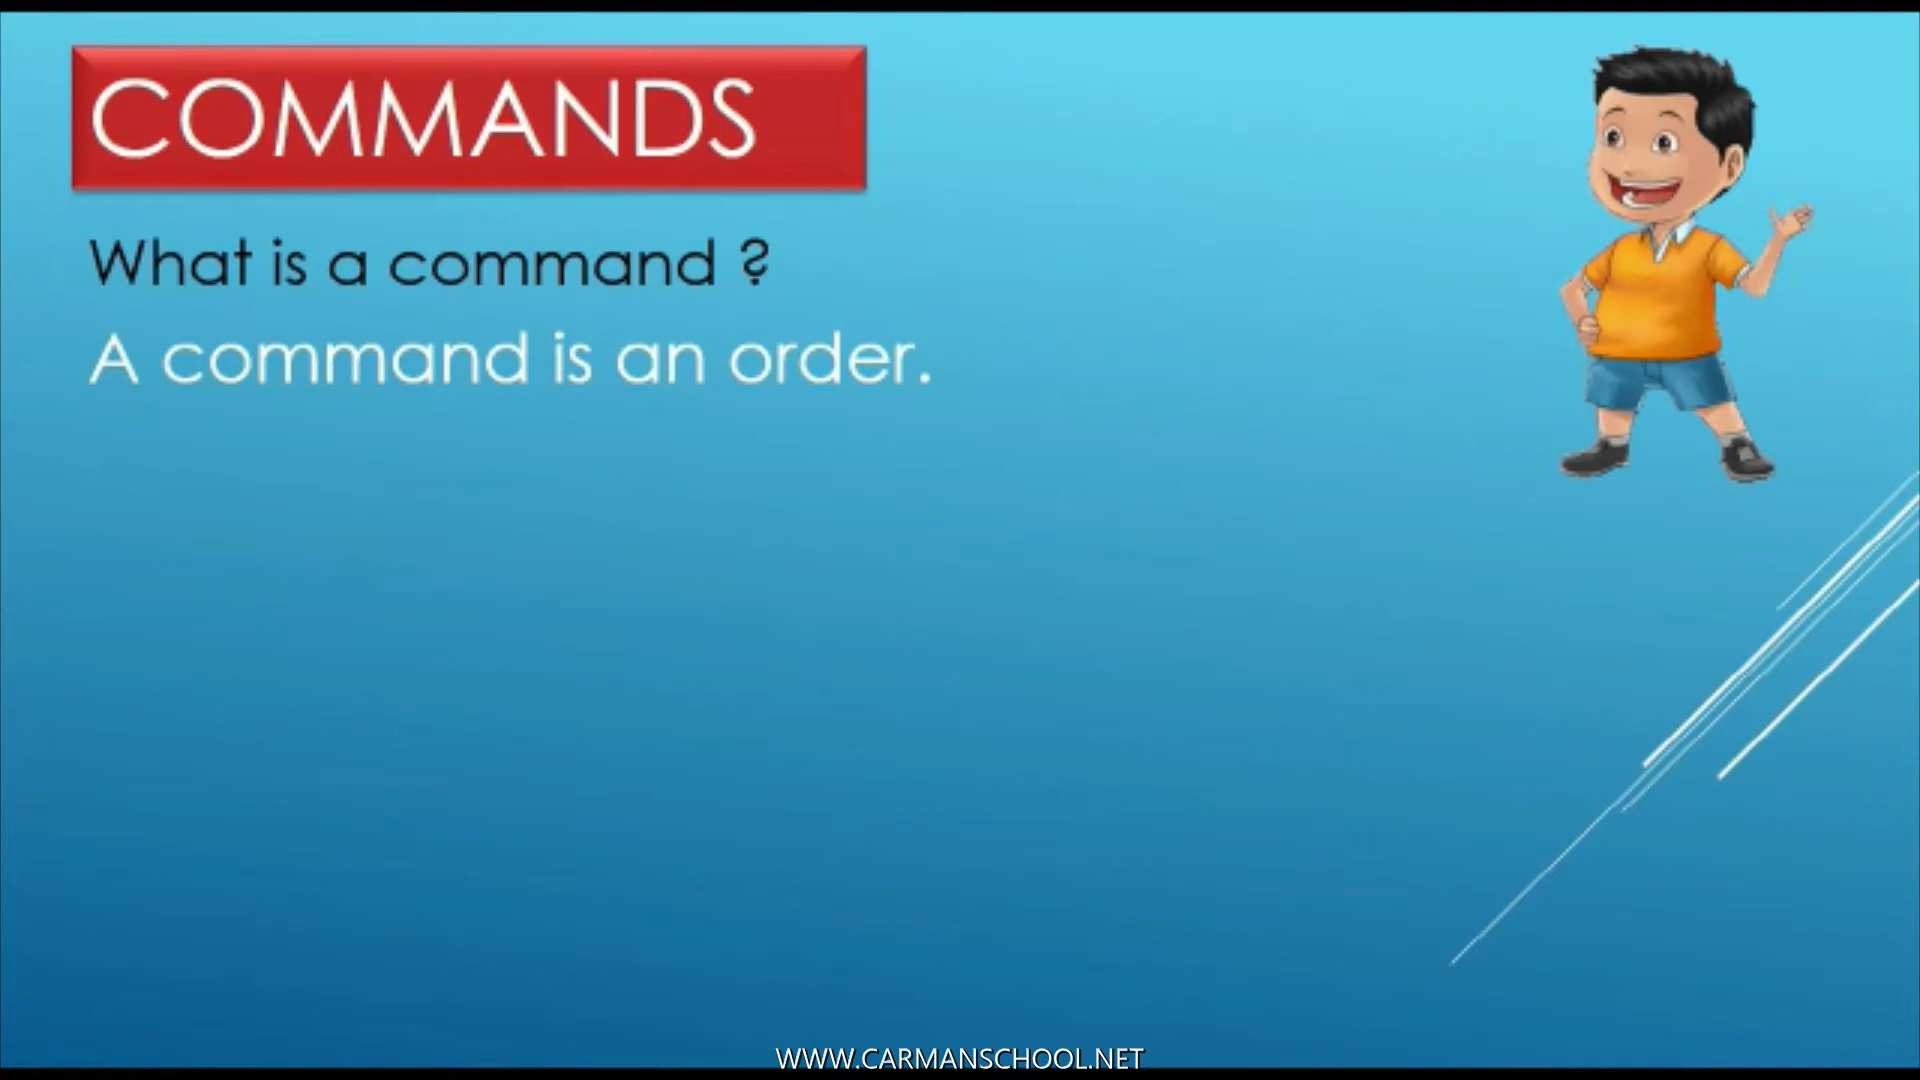 COMMANDS
What is a command ?
A command is an order.
WWW.CARMANSCHOOL.NET